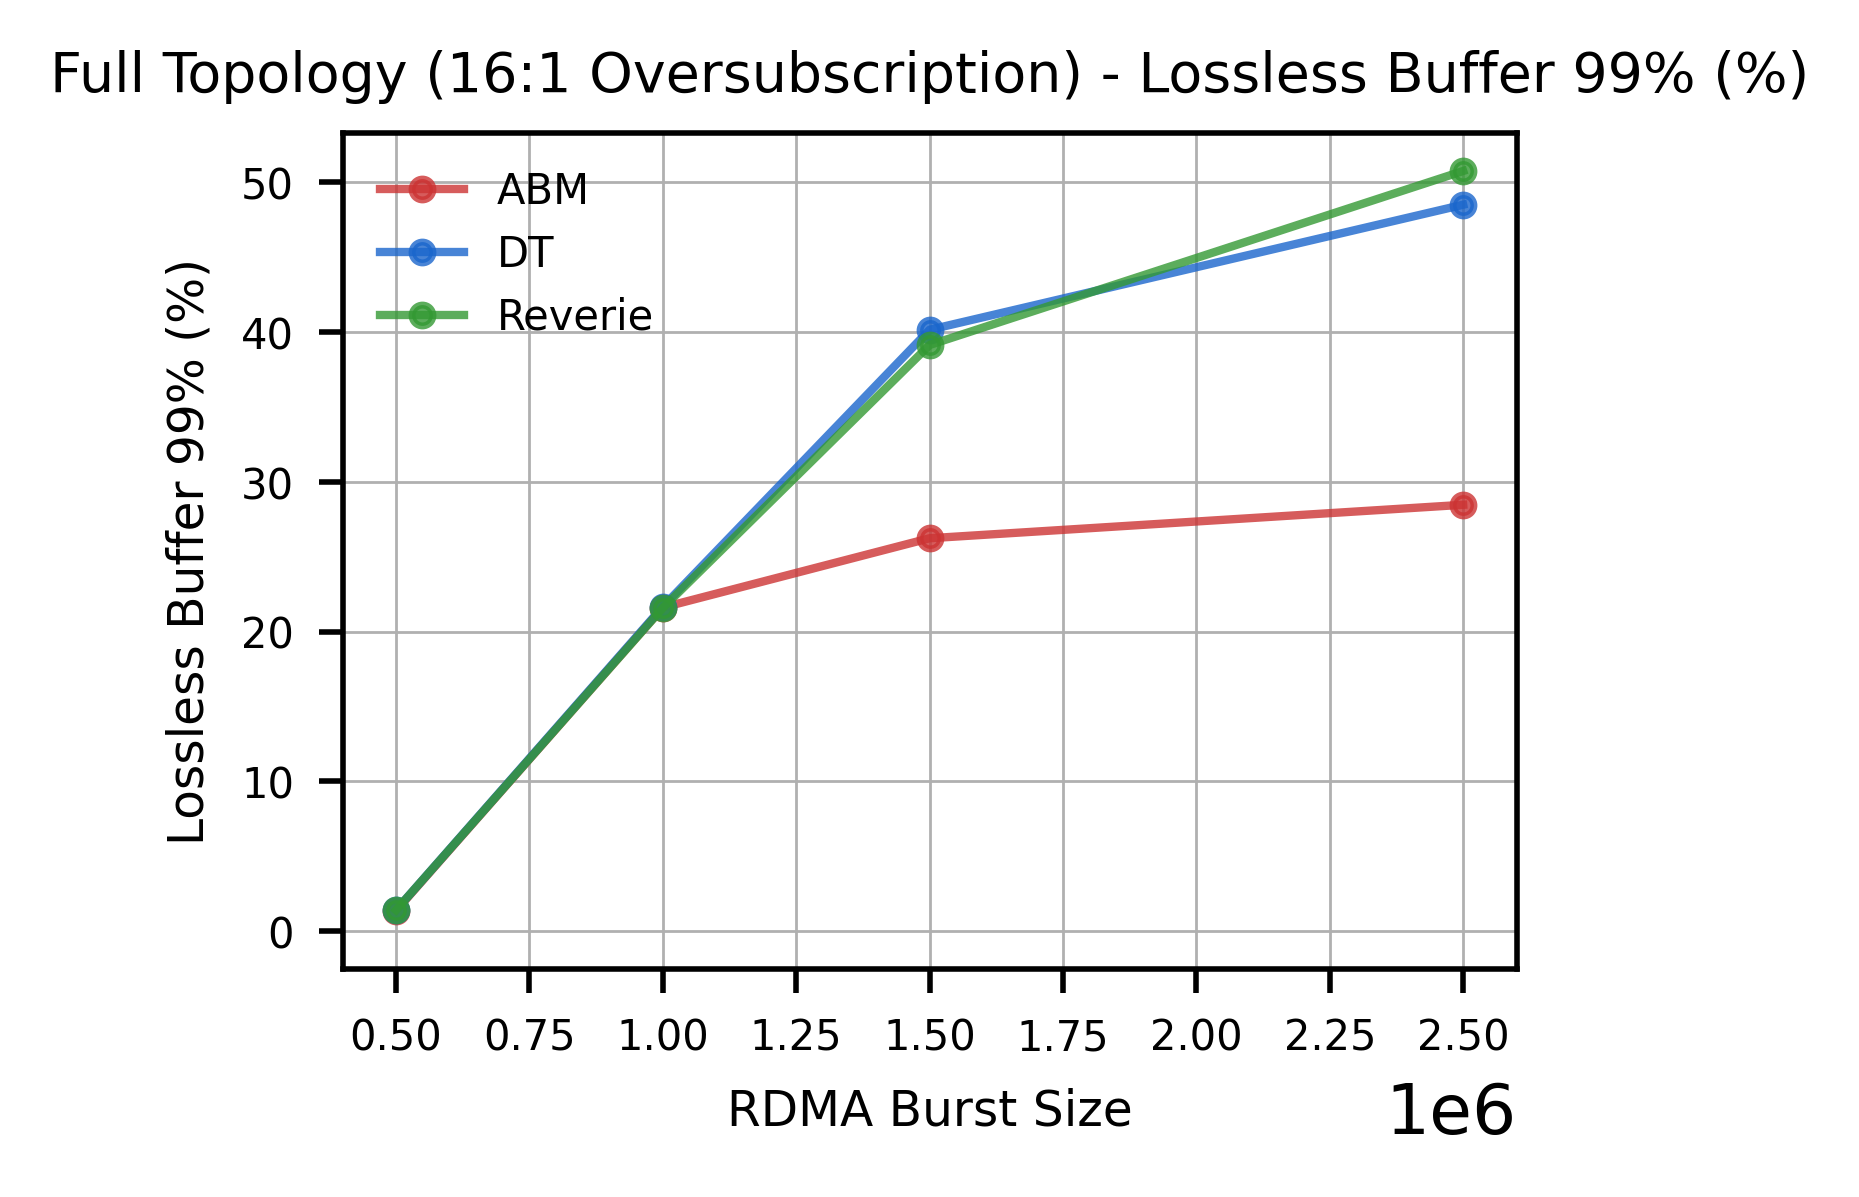 Full Topology (16:1 Oversubscription) - Lossless Buffer 99% (%)
Lossless Buffer 99% (%)
50
40
30
20
10
0
ABM
DT
Reverie
0.50 0.75 1.00 1.25 1.50 1.75 2.00 2.25 2.50
RDMA Burst Size
1e6